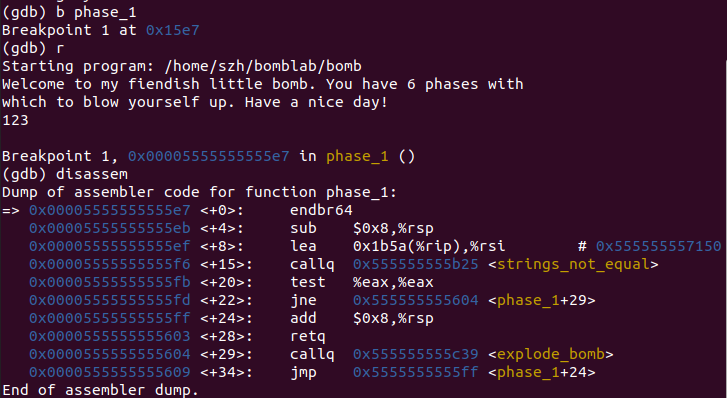 (gdb) b phase_1
Breakpoint 1 at 0x15e7
(gdb) r
Starting program: /home/szh/bomblab/bomb
Welcome to my fiendish little bomb. You have 6 phases with
which to blow yourself up. Have a nice day!
123
Breakpoint 1, 0x00005555555555e7 in phase_1 ()
(gdb) disassem
Dump of assembler code for function phase_1:
=> 0x00005555555555e7 <+0>: endbr64
0x00005555555555eb <+4>: sub $0x8,%rsp
0x00005555555555ef <+8>: lea 0x1b5a(%rip),%rsi # 0x555555557150
0x00005555555555f6 <+15>: callq 0x555555555b25 <strings_not_equal>
0x00005555555555fb <+20>: test %eax,%eax
0x00005555555555fd <+22>: jne 0x555555555604 <phase_1+29>
0x00005555555555ff <+24>: add $0x8,%rsp
0x0000555555555603 <+28>: retq
0x0000555555555604 <+29>: callq 0x555555555c39 <explode_bomb>
0x0000555555555609 <+34>: jmp 0x5555555555ff <phase_1+24>
End of assembler dump.